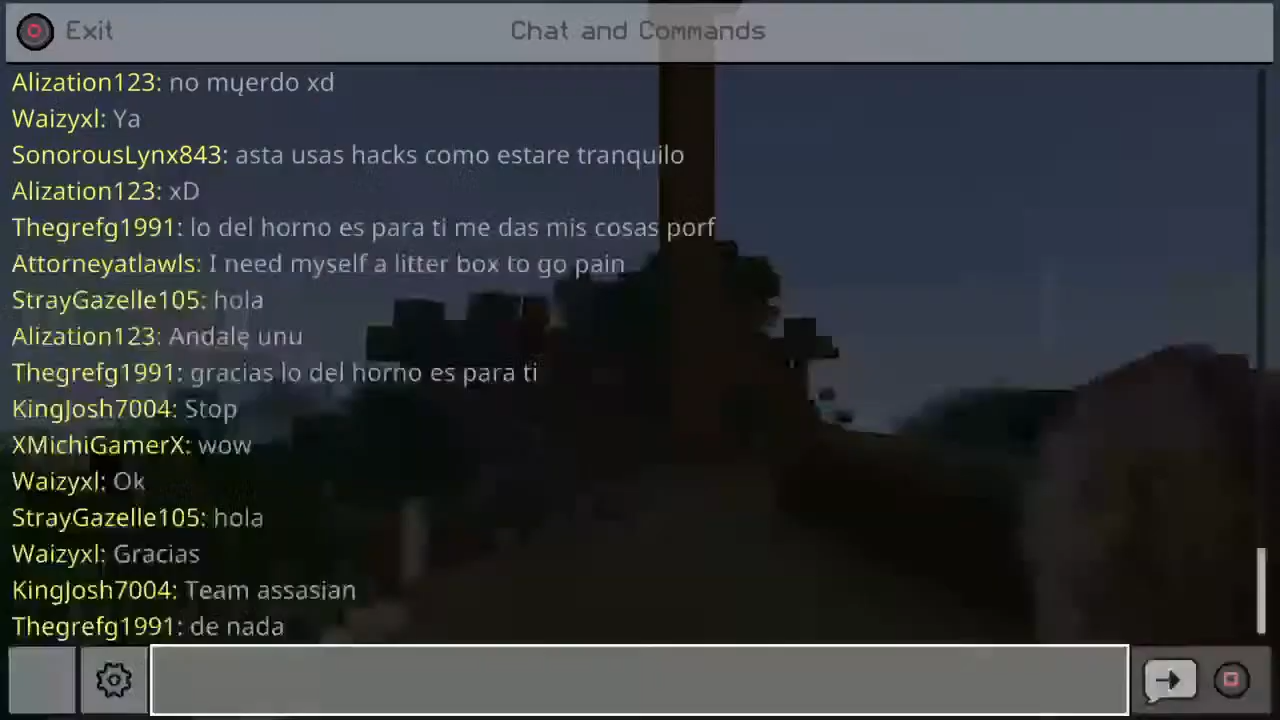 Exit
Chat and Commands
Alization123: no mųerdo xd
Waizyxl: Ya
SonorousLynx843: asta usas hacks como estare tranquilo
Alization123: xD
Thegrefg1991: lo del horno es para ti me das mis cosas porf
Attorneyatlawls: I need myself a litter box to go pain
StrayGazelle105: hola
Alization123: Andalę unu
Thegrefg1991: gracias lo del horno es para ti
KingJosh7004: Stop
XMichiGamerX: wow
Waizyxl: Ok
StrayGazelle105: hola
Waizyxl: Gracias
KingJosh7004: Team assasian
Thegrefg1991: de nada